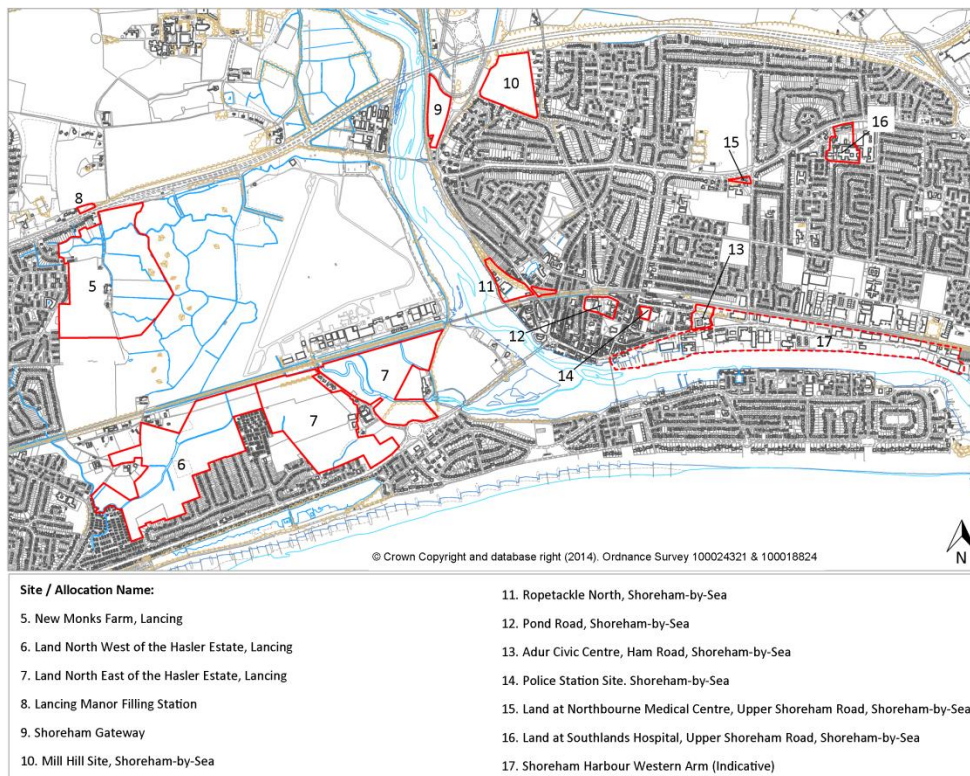 10
9
16
15
8
5
13
11
12
17
7
14
7
6
© Crown Copyright and database right (2014). Ordnance Survey 100024321 & 100018824
N
Site / Allocation Name:
5. New Monks Farm, Lancing
6. Land North West of the Hasler Estate, Lancing
7. Land North East of the Hasler Estate, Lancing
8. Lancing Manor Filling Station
9. Shoreham Gateway
10. Mill Hill Site, Shoreham-by-Sea
11. Ropetackle North, Shoreham-by-Sea
12. Pond Road, Shoreham-by-Sea
13. Adur Civic Centre, Ham Road, Shoreham-by-Sea
14. Police Station Site. Shoreham-by-Sea
15. Land at Northbourne Medical Centre, Upper Shoreham Road, Shoreham-by-Sea
16. Land at Southlands Hospital, Upper Shoreham Road, Shoreham-by-Sea
17. Shoreham Harbour Western Arm (Indicative)